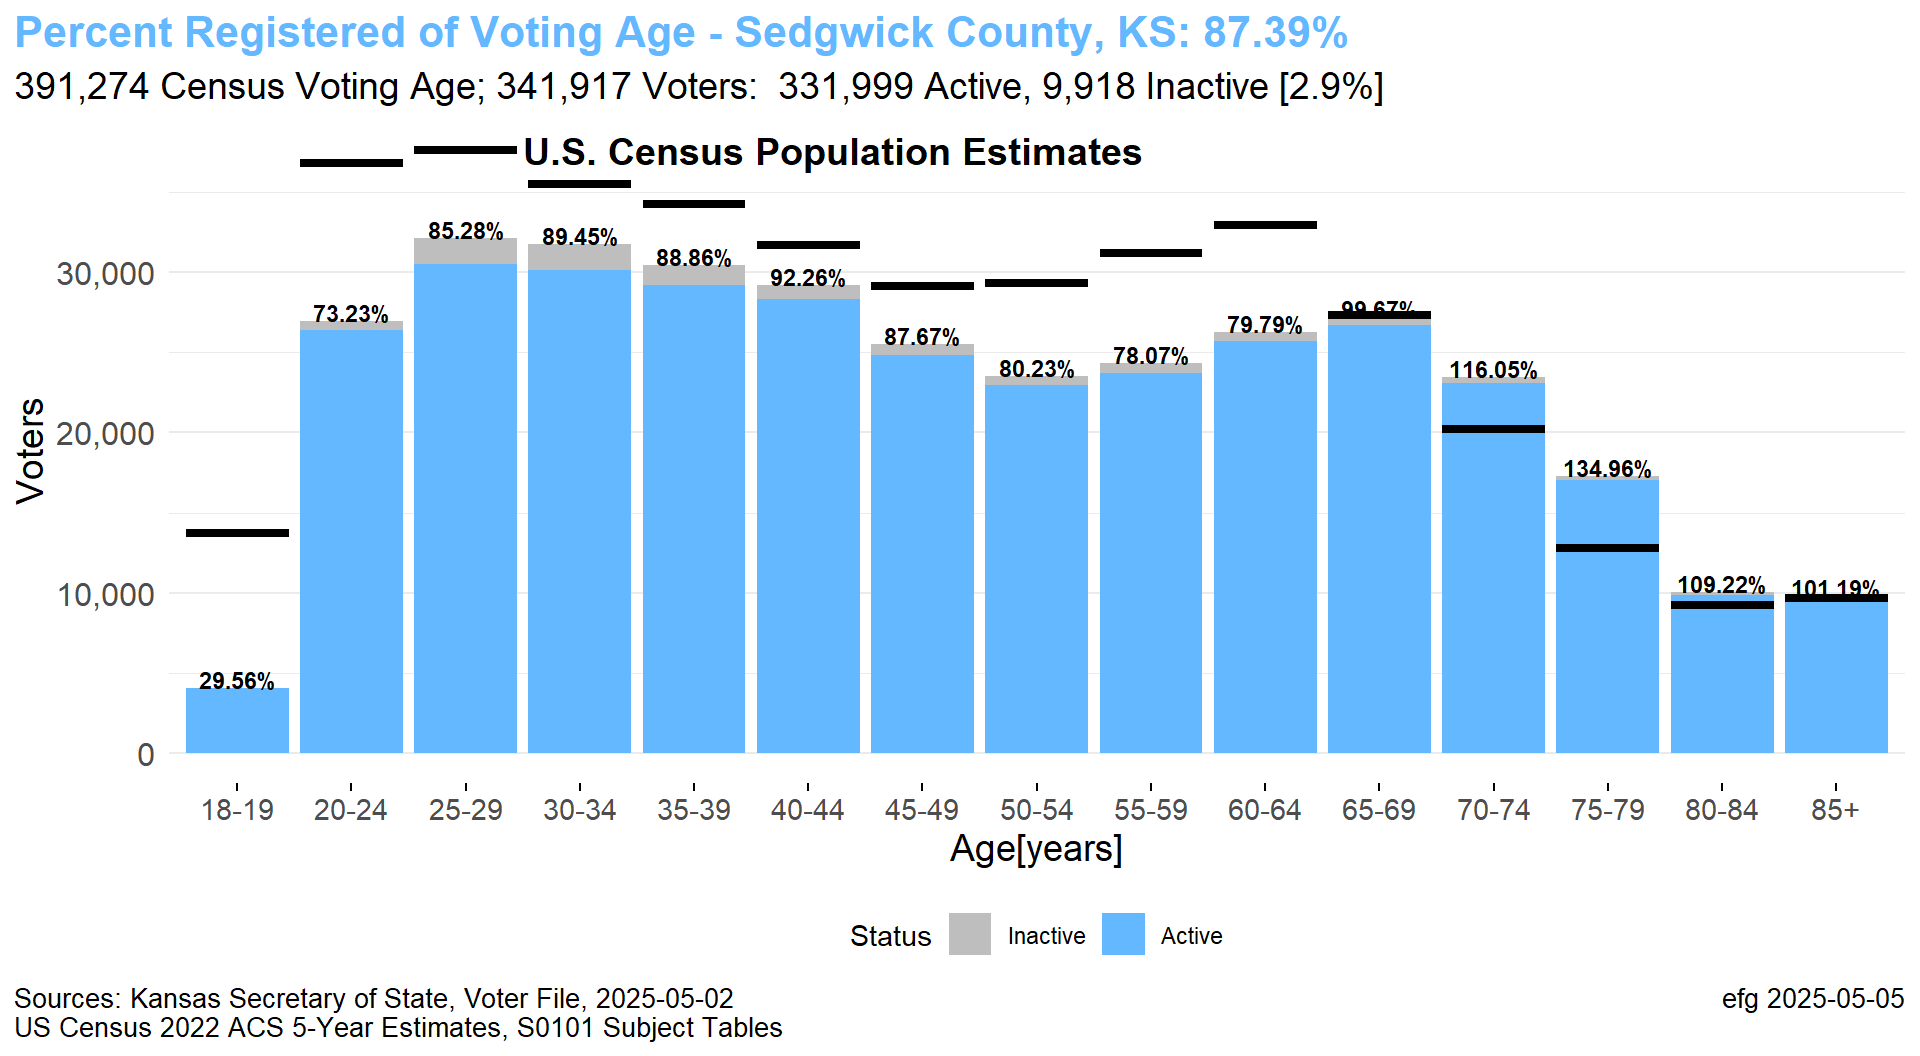 Percent Registered of Voting Age - Sedgwick County, KS: 87.39%
391,274 Census Voting Age; 341,917 Voters:  331,999 Active, 9,918 Inactive [2.9%]
U.S. Census Population Estimates
85.28%
89.45%
88.86%
92.26%
73.23%
87.67%
80.23%
78.07%
79.79%
99.67%
116.05%
134.96%
109.22%
101.19%
29.56%
Voters
30,000
20,000
10,000
0
18-19 20-24 25-29 30-34 35-39 40-44 45-49 50-54 55-59 60-64 65-69 70-74 75-79 80-84 85+
Age[years]
Status Inactive Active
Sources: Kansas Secretary of State, Voter File, 2025-05-02
US Census 2022 ACS 5-Year Estimates, S0101 Subject Tables
efg 2025-05-05